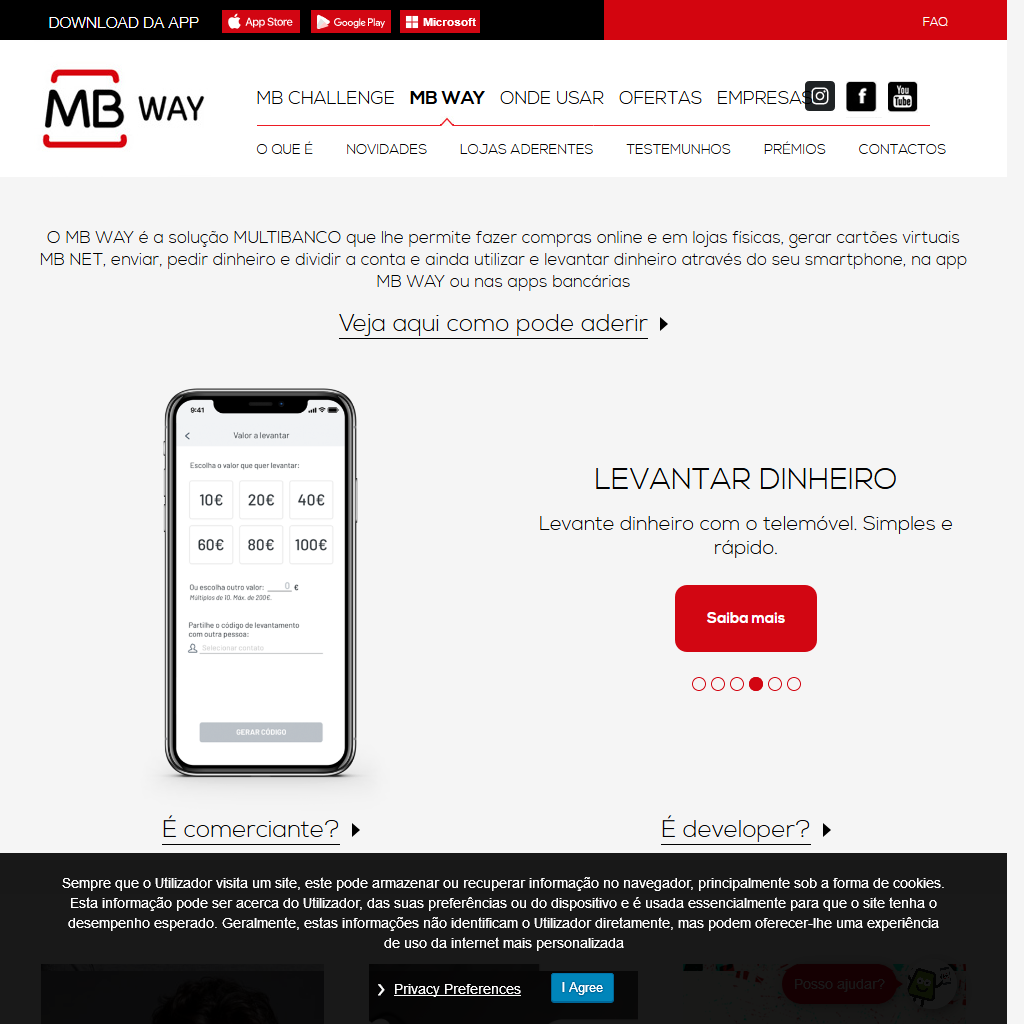 DOWNLOAD DA APP App Store Google Play Microsoft FAQ
MB WAY
MB CHALLENGE MB WAY ONDE USAR OFERTAS EMPRESAS You Tube
O QUE É NOVIDADES LOJAS ADERENTES TESTEMUNHOS PRÉMIOS CONTACTOS
O MB WAY é a solução MULTIBANCO que lhe permite fazer compras online e em lojas físicas, gerar cartões virtuais
MB NET, enviar, pedir dinheiro e dividir a conta e ainda utilizar e levantar dinheiro através do seu smartphone, na app
MB WAY ou nas apps bancárias
Veja aqui como pode aderir
9:41
Valor a levantar
Escolha o valor que quer levantar:
10€ 20€ 40€
60€ 80€ 100€
Ou escolha outro valor: 0 €
Múltiplos de 10. Máx. de 200€.
Partilhe o código de levantamento
com outra pessoa:
Selecionar contato
GERAR CÓDIGO
LEVANTAR DINHEIRO
Levante dinheiro com o telemóvel. Simples e
rápido.
Saiba mais
É comerciante? É developer?
Sempre que o Utilizador visita um site, este pode armazenar ou recuperar informação no navegador, principalmente sob a forma de cookies.
Esta informação pode ser acerca do Utilizador, das suas preferências ou do dispositivo e é usada essencialmente para que o site tenha o
desempenho esperado. Geralmente, estas informações não identificam o Utilizador diretamente, mas podem oferecer-lhe uma experiência
de uso da internet mais personalizada
Privacy Preferences I Agree
Posso ajudar?